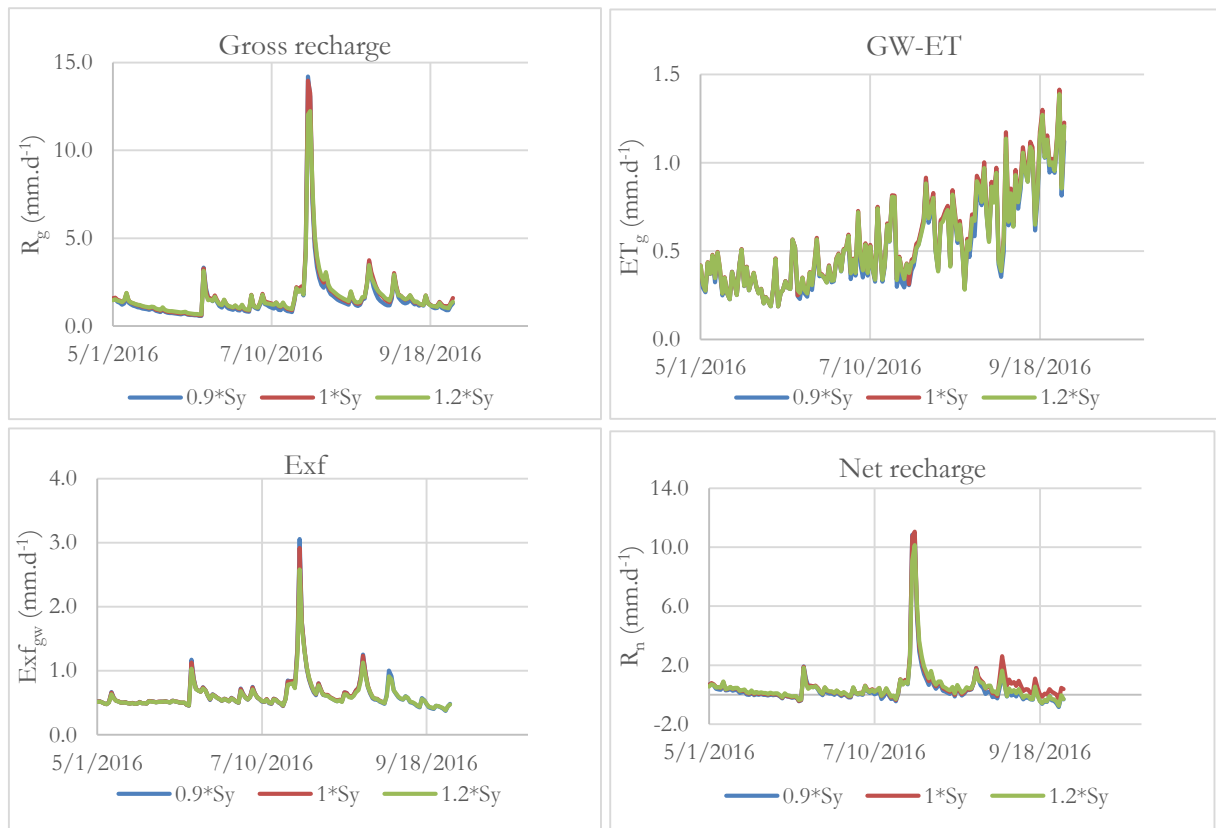 Gross recharge
15.0
10.0
5.0
0.0
R_g (mm.d⁻¹)
5/1/2016 7/10/2016 9/18/2016
0.9*Sy 1*Sy 1.2*Sy
GW-ET
1.5
1.0
0.5
0.0
ET_g (mm.d⁻¹)
5/1/2016 7/10/2016 9/18/2016
0.9*Sy 1*Sy 1.2*Sy
Exf
4.0
3.0
2.0
1.0
0.0
Exf_gw (mm.d⁻¹)
5/1/2016 7/10/2016 9/18/2016
0.9*Sy 1*Sy 1.2*Sy
Net recharge
14.0
10.0
6.0
2.0
-2.0
R_n (mm.d⁻¹)
5/1/2016 7/10/2016 9/18/2016
0.9*Sy 1*Sy 1.2*Sy